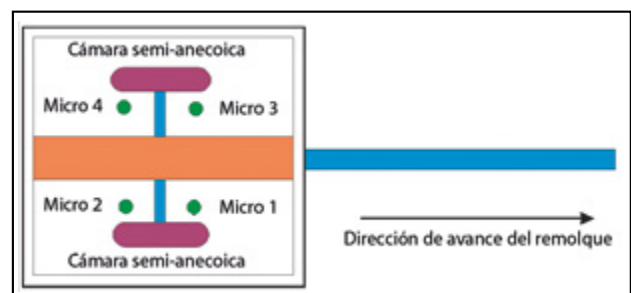 Cámara semi-anecoica
Micro 4
Micro 3
Micro 2
Micro 1
Cámara semi-anecoica
Dirección de avance del remolque